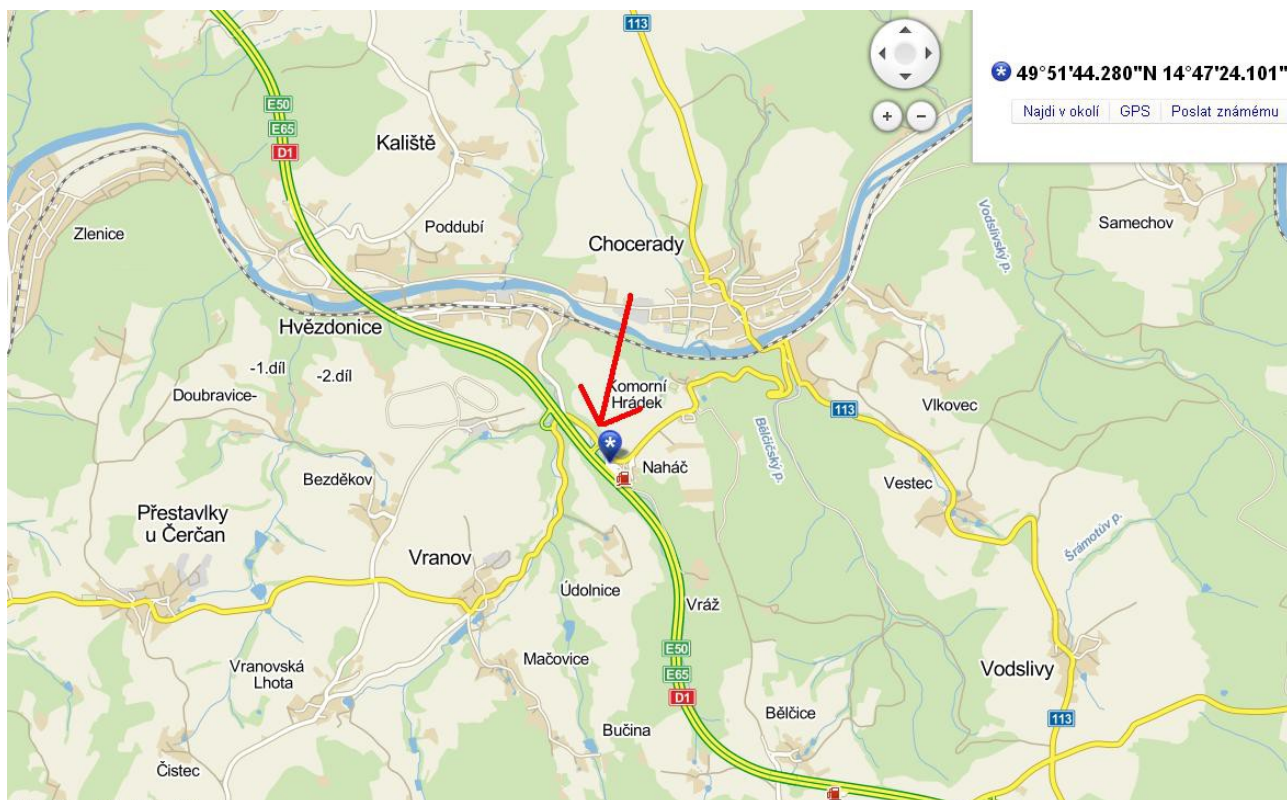 113
49°51'44.280"N 14°47'24.101"
Najdi v okolí GPS Poslat známému
E50
E65
D1
Kaliště
Zlenice
Poddubí
Chocerady
Vodslivský p.
Samechov
Hvězdonice
-1.díl
-2.díl
Doubravice-
Komorní
Hrádek
113
Vlkovec
Bělčický p.
Naháč
Bezděkov
Vestec
Přestavlky
u Čerčan
Šrámotův p.
Vranov
Údolnice
Vráž
E50
E65
D1
Mačovice
Vranovská
Lhota
Vodslivy
Bělčice
113
Bučina
Čistec